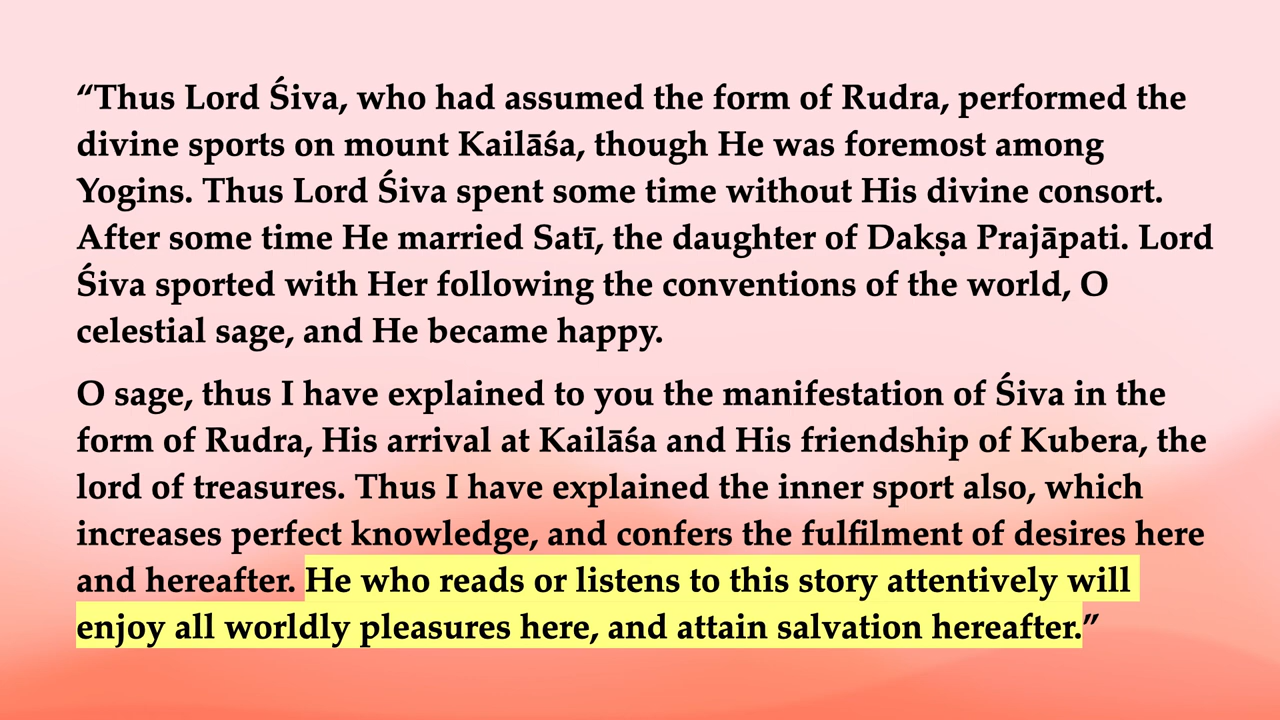 “Thus Lord Śiva, who had assumed the form of Rudra, performed the
divine sports on mount Kailāśa, though He was foremost among
Yogins. Thus Lord Śiva spent some time without His divine consort.
After some time He married Satī, the daughter of Dakṣa Prajāpati. Lord
Śiva sported with Her following the conventions of the world, O
celestial sage, and He became happy.
O sage, thus I have explained to you the manifestation of Śiva in the
form of Rudra, His arrival at Kailāśa and His friendship of Kubera, the
lord of treasures. Thus I have explained the inner sport also, which
increases perfect knowledge, and confers the fulfilment of desires here
and hereafter. He who reads or listens to this story attentively will
enjoy all worldly pleasures here, and attain salvation hereafter.”